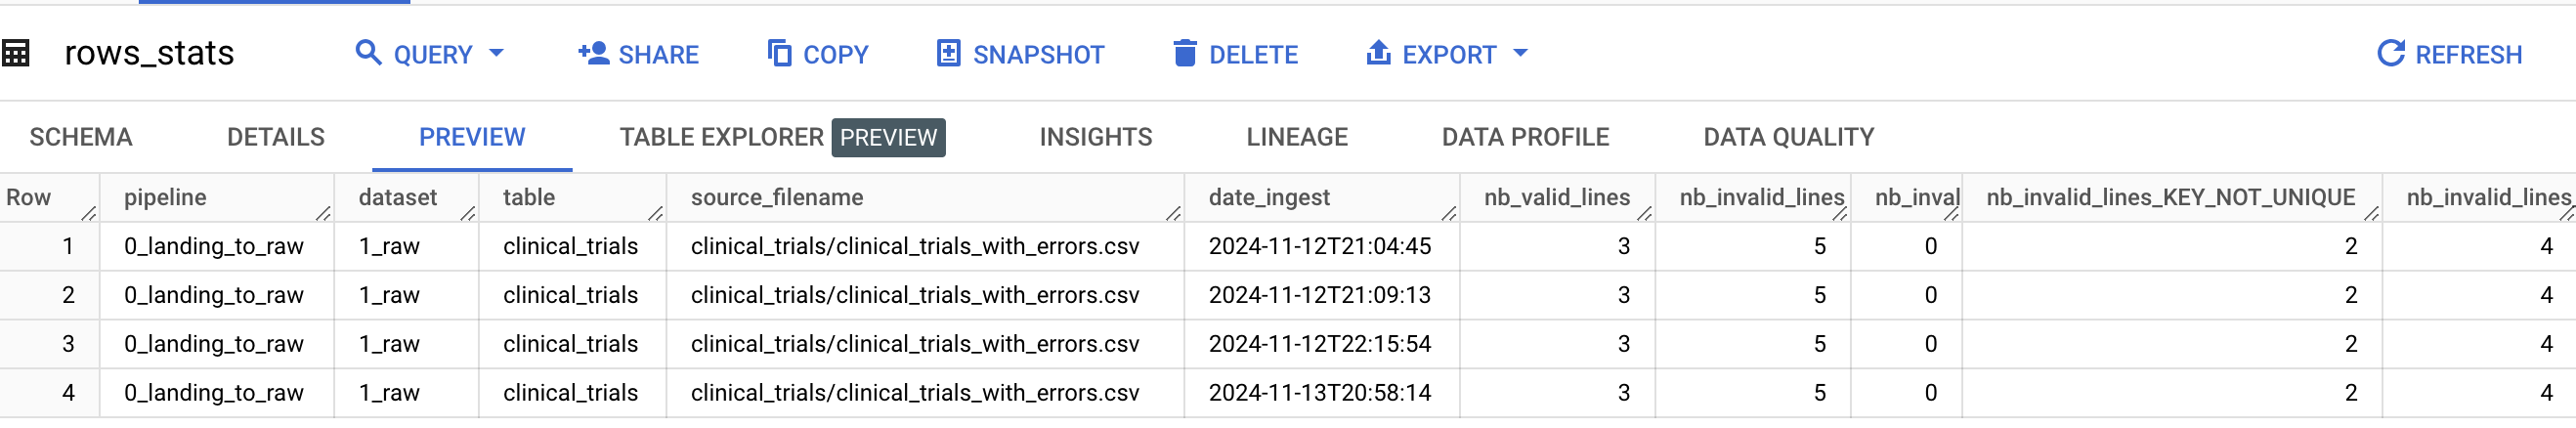 rows_stats QUERY SHARE COPY SNAPSHOT DELETE EXPORT REFRESH
SCHEMA DETAILS PREVIEW TABLE EXPLORER PREVIEW INSIGHTS LINEAGE DATA PROFILE DATA QUALITY
Row pipeline dataset table source_filename date_ingest nb_valid_lines nb_invalid_lines nb_inval nb_invalid_lines_KEY_NOT_UNIQUE nb_invalid_lines_
1 0_landing_to_raw 1_raw clinical_trials clinical_trials/clinical_trials_with_errors.csv 2024-11-12T21:04:45 3 5 0 2 4
2 0_landing_to_raw 1_raw clinical_trials clinical_trials/clinical_trials_with_errors.csv 2024-11-12T21:09:13 3 5 0 2 4
3 0_landing_to_raw 1_raw clinical_trials clinical_trials/clinical_trials_with_errors.csv 2024-11-12T22:15:54 3 5 0 2 4
4 0_landing_to_raw 1_raw clinical_trials clinical_trials/clinical_trials_with_errors.csv 2024-11-13T20:58:14 3 5 0 2 4